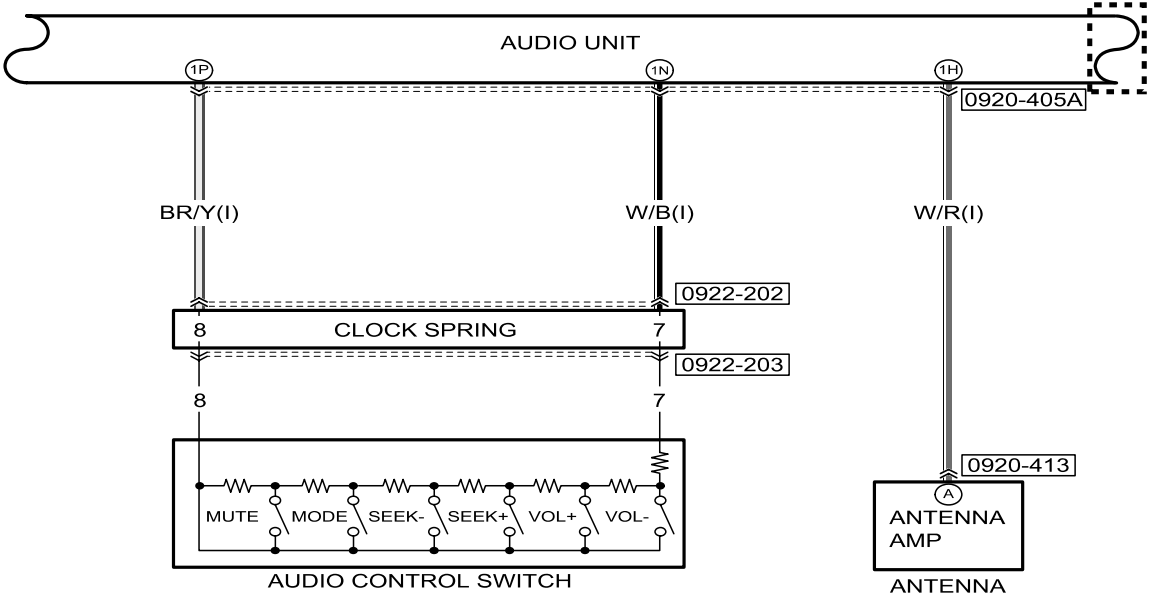 AUDIO UNIT
1P 1N 1H
0920-405A
BR/Y(I) W/B(I) W/R(I)
0922-202
8 CLOCK SPRING 7
0922-203
8 7
0920-413
A
MUTE MODE SEEK- SEEK+ VOL+ VOL-
ANTENNA
AMP
AUDIO CONTROL SWITCH
ANTENNA